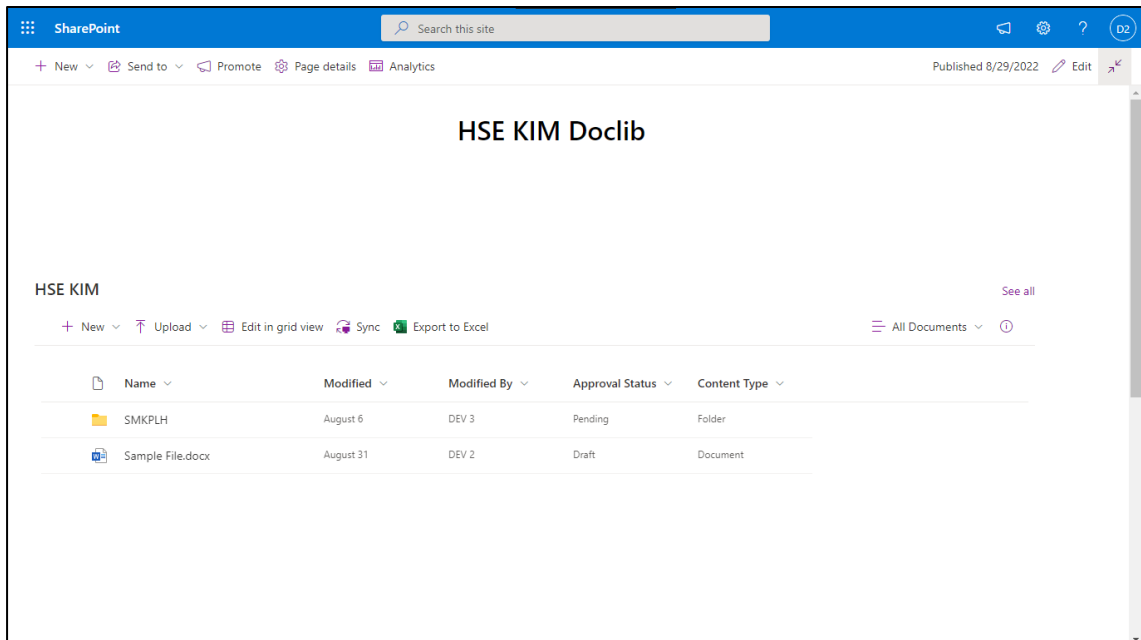 SharePoint Search this site ? D2
+ New Send to Promote Page details Analytics Published 8/29/2022 Edit
HSE KIM Doclib
HSE KIM See all
+ New Upload Edit in grid view Sync Export to Excel All Documents
Name Modified Modified By Approval Status Content Type
SMKPLH August 6 DEV 3 Pending Folder
Sample File.docx August 31 DEV 2 Draft Document